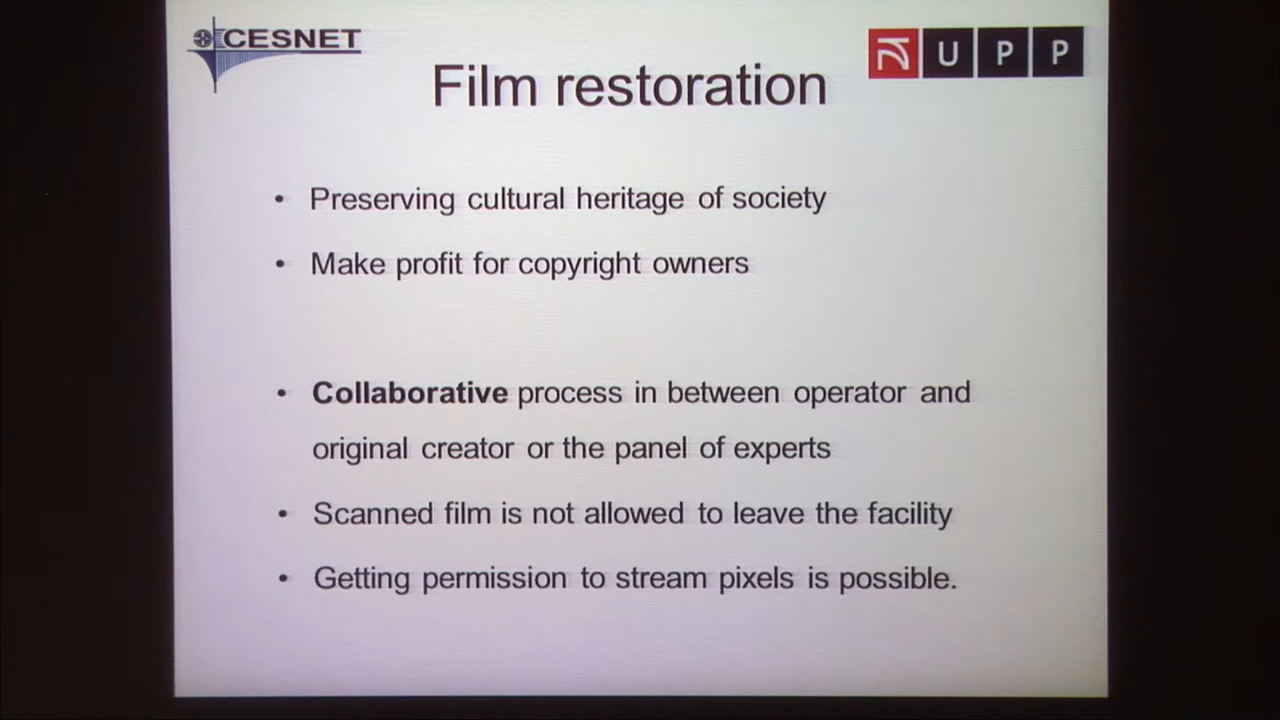 CESNET
UPP
Film restoration
• Preserving cultural heritage of society
• Make profit for copyright owners
• Collaborative process in between operator and
original creator or the panel of experts
• Scanned film is not allowed to leave the facility
• Getting permission to stream pixels is possible.